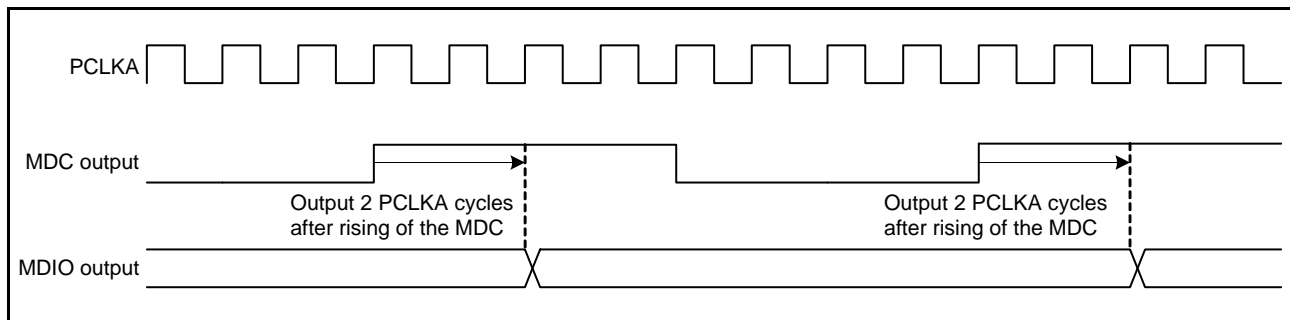 PCLKA
MDC output
Output 2 PCLKA cycles
after rising of the MDC
Output 2 PCLKA cycles
after rising of the MDC
MDIO output